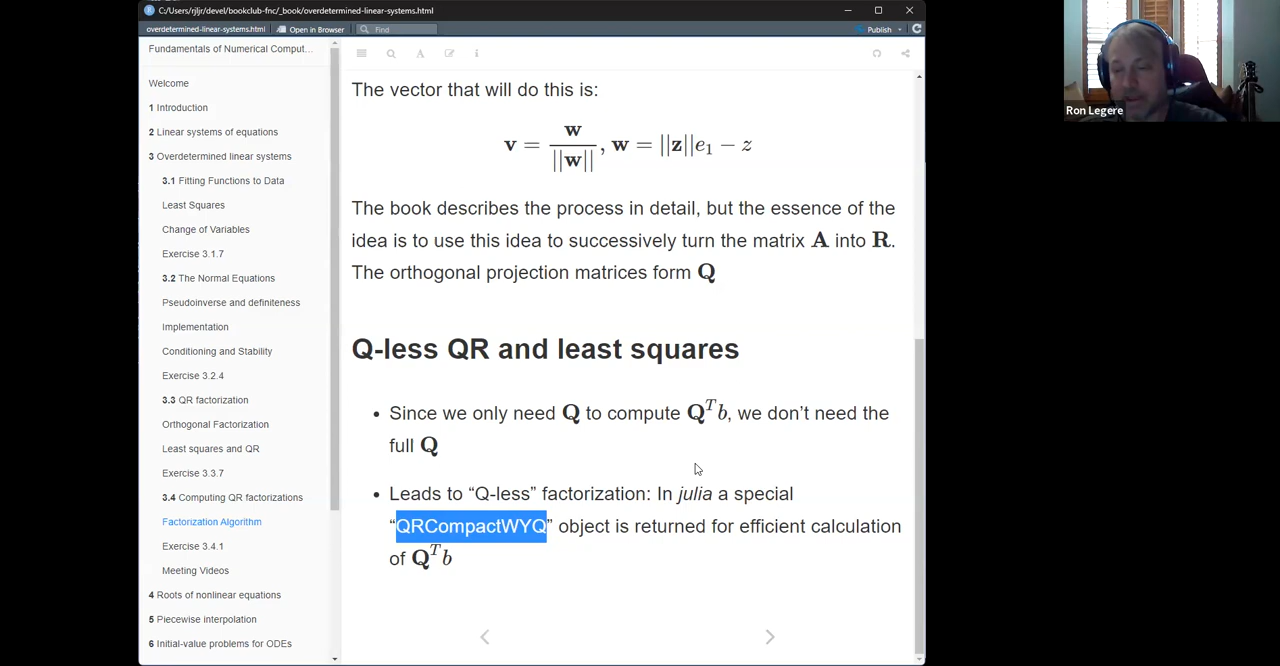 C:/Users/rjljr/devel/bookclub-fnc/_book/overdetermined-linear-systems.html
overdetermined-linear-systems.html
Open in Browser
Find
Publish
Fundamentals of Numerical Comput...
Welcome
1 Introduction
2 Linear systems of equations
3 Overdetermined linear systems
3.1 Fitting Functions to Data
Least Squares
Change of Variables
Exercise 3.1.7
3.2 The Normal Equations
Pseudoinverse and definiteness
Implementation
Conditioning and Stability
Exercise 3.2.4
3.3 QR factorization
Orthogonal Factorization
Least squares and QR
Exercise 3.3.7
3.4 Computing QR factorizations
Factorization Algorithm
Exercise 3.4.1
Meeting Videos
4 Roots of nonlinear equations
5 Piecewise interpolation
6 Initial-value problems for ODEs
The vector that will do this is:
v = w / ||w||, w = ||z||e₁ − z
The book describes the process in detail, but the essence of the
idea is to use this idea to successively turn the matrix A into R.
The orthogonal projection matrices form Q
Q-less QR and least squares
• Since we only need Q to compute Qᵀb, we don’t need the
full Q
• Leads to “Q-less” factorization: In julia a special
“QRCompactWYQ” object is returned for efficient calculation
of Qᵀb
Ron Legere